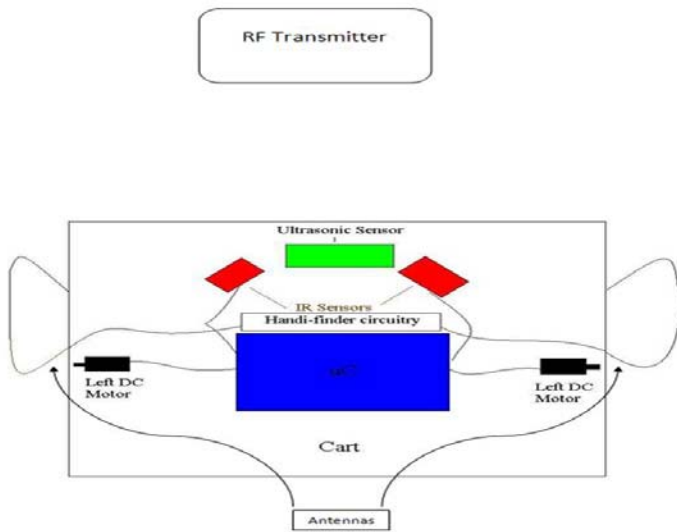 RF Transmitter
Ultrasonic Sensor
IR Sensors
Handi-finder circuitry
uC
Left DC
Motor
Left DC
Motor
Cart
Antennas